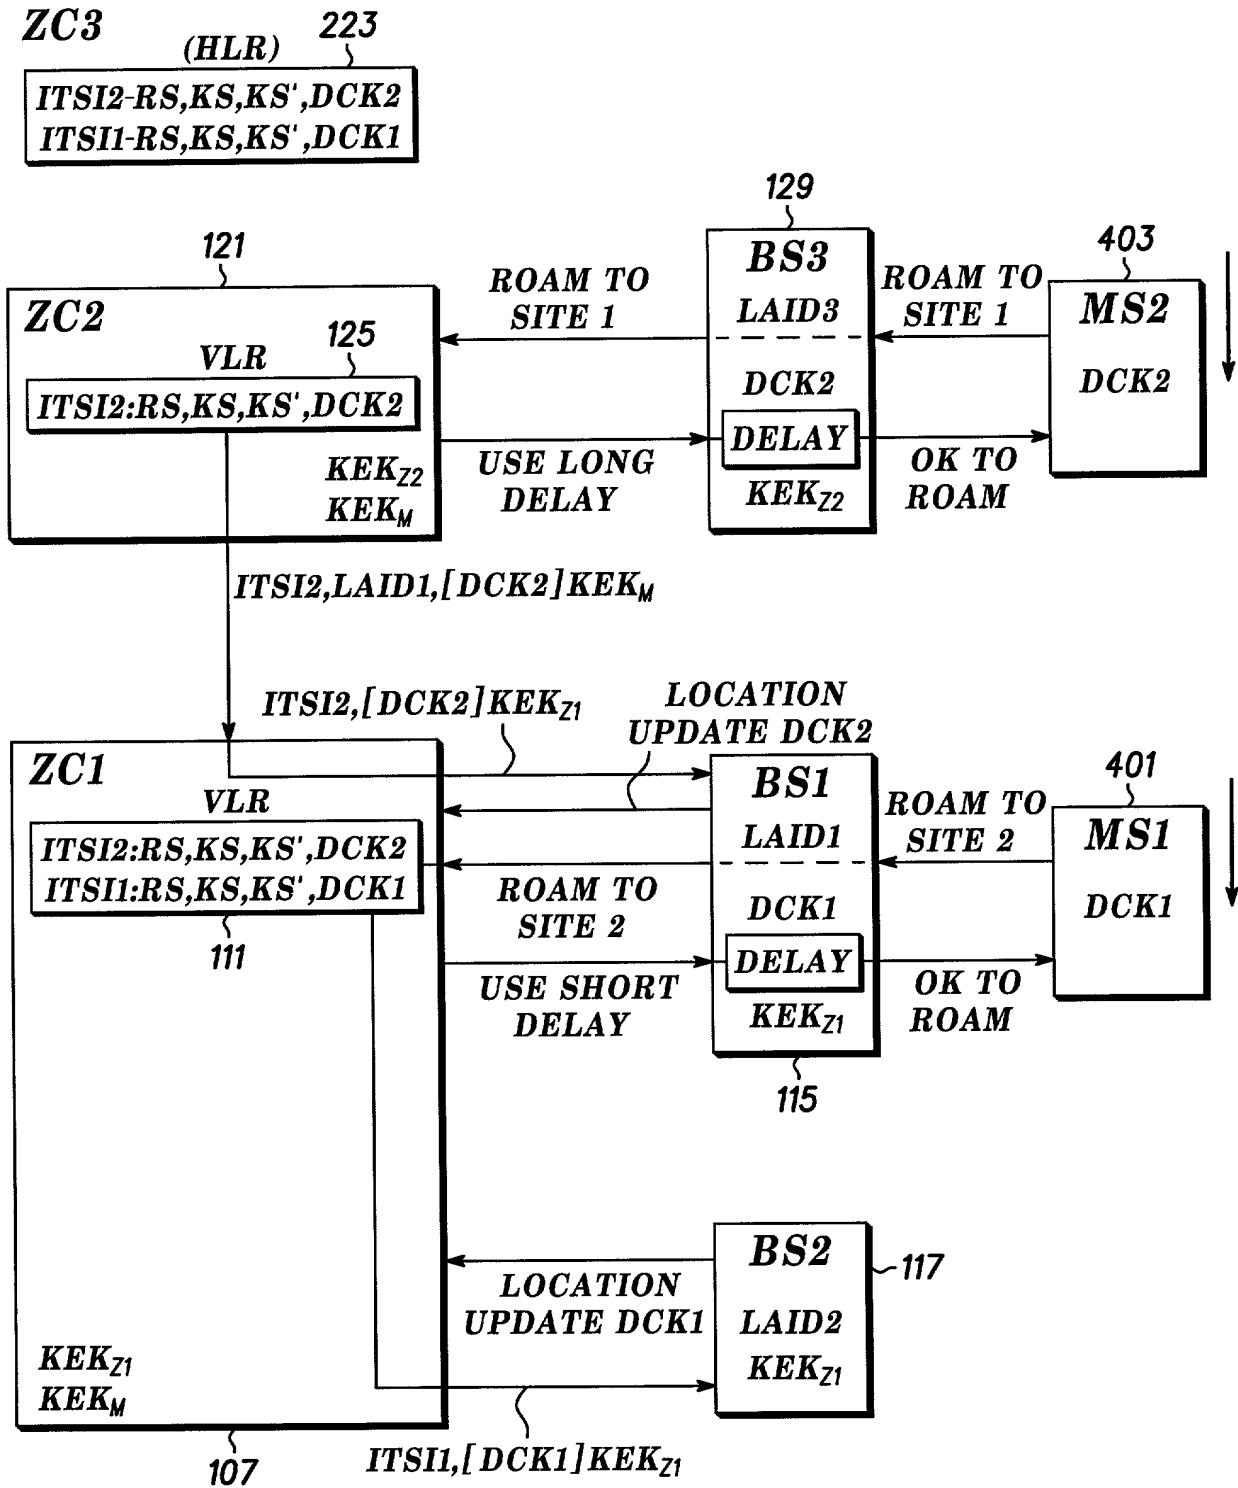 ZC3
(HLR)
223
ITSI2-RS,KS,KS',DCK2
ITSI1-RS,KS,KS',DCK1
121
ZC2
VLR
125
ITSI2:RS,KS,KS',DCK2
KEKZ2
KEKM
ROAM TO
SITE 1
USE LONG
DELAY
129
BS3
LAID3
DCK2
DELAY
KEKZ2
ROAM TO
SITE 1
OK TO
ROAM
403
MS2
DCK2
ITSI2,LAID1,[DCK2]KEKM
ITSI2,[DCK2]KEKZ1
LOCATION
UPDATE DCK2
ZC1
VLR
ITSI2:RS,KS,KS',DCK2
ITSI1:RS,KS,KS',DCK1
111
ROAM TO
SITE 2
USE SHORT
DELAY
BS1
LAID1
DCK1
DELAY
KEKZ1
115
ROAM TO
SITE 2
OK TO
ROAM
401
MS1
DCK1
LOCATION
UPDATE DCK1
BS2
LAID2
KEKZ1
117
KEKZ1
KEKM
107
ITSI1,[DCK1]KEKZ1